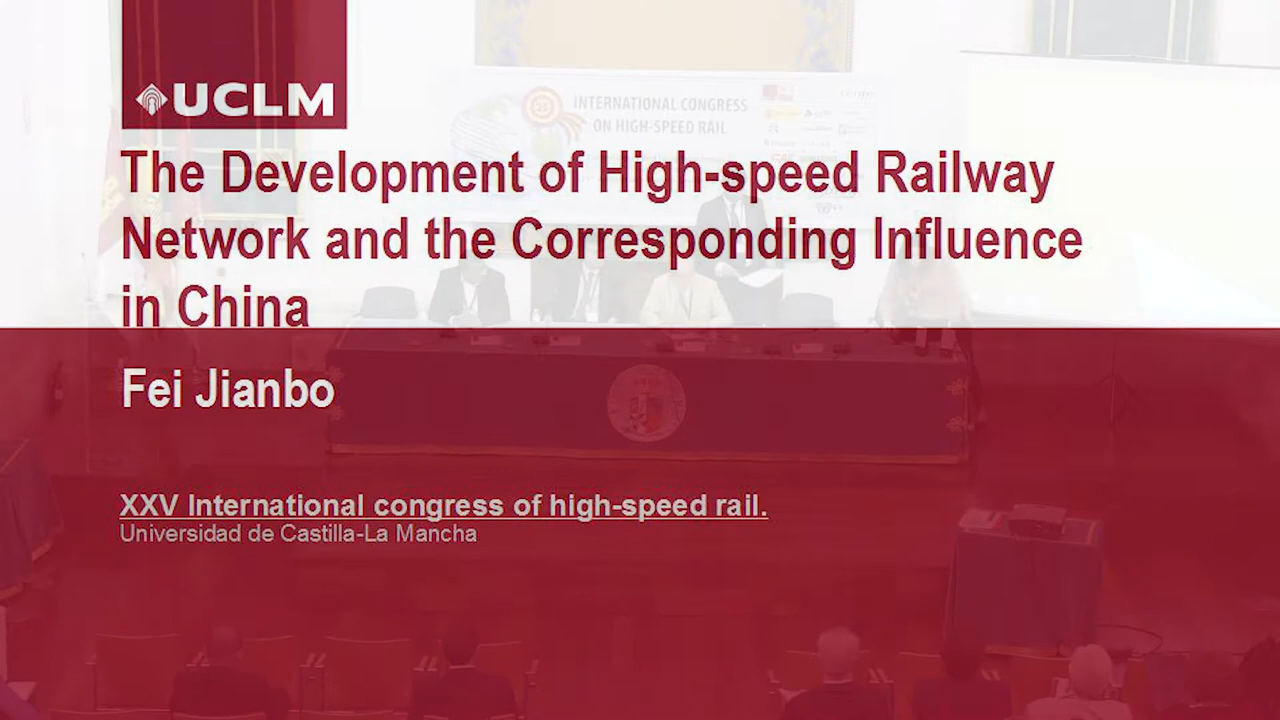 UCLM
INTERNATIONAL CONGRESS
ON HIGH-SPEED RAIL
The Development of High-speed Railway
Network and the Corresponding Influence
in China
Fei Jianbo
XXV International congress of high-speed rail.
Universidad de Castilla-La Mancha